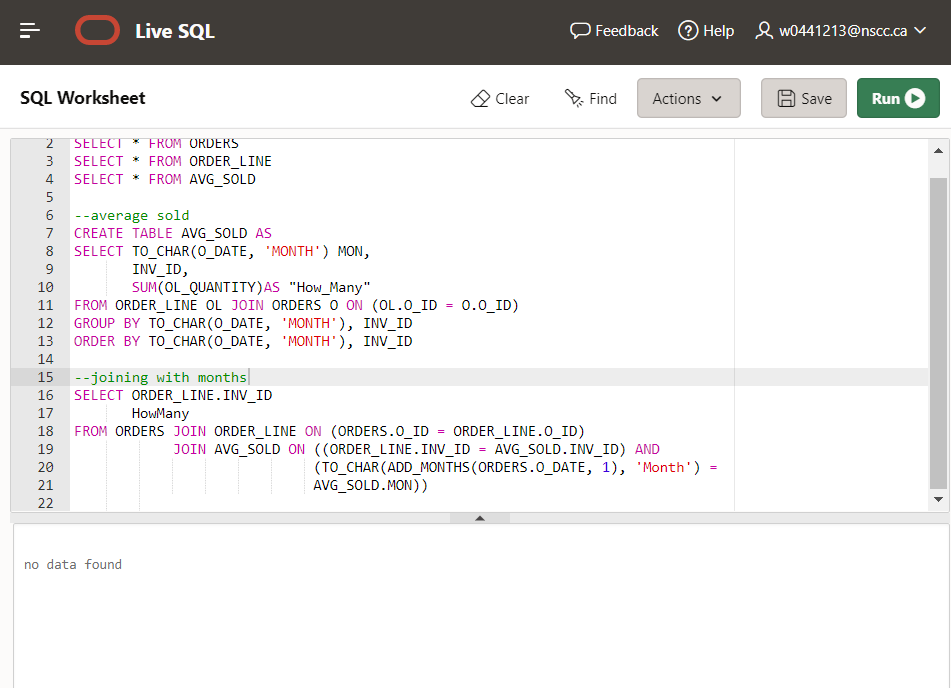 Live SQL
Feedback
Help
w0441213@nscc.ca
SQL Worksheet
Clear
Find
Actions
Save
Run
2 SELECT * FROM ORDERS
3 SELECT * FROM ORDER_LINE
4 SELECT * FROM AVG_SOLD
5
6 --average sold
7 CREATE TABLE AVG_SOLD AS
8 SELECT TO_CHAR(O_DATE, 'MONTH') MON,
9 INV_ID,
10 SUM(OL_QUANTITY)AS "How_Many"
11 FROM ORDER_LINE OL JOIN ORDERS O ON (OL.O_ID = O.O_ID)
12 GROUP BY TO_CHAR(O_DATE, 'MONTH'), INV_ID
13 ORDER BY TO_CHAR(O_DATE, 'MONTH'), INV_ID
14
15 --joining with months
16 SELECT ORDER_LINE.INV_ID
17 HowMany
18 FROM ORDERS JOIN ORDER_LINE ON (ORDERS.O_ID = ORDER_LINE.O_ID)
19 JOIN AVG_SOLD ON ((ORDER_LINE.INV_ID = AVG_SOLD.INV_ID) AND
20 (TO_CHAR(ADD_MONTHS(ORDERS.O_DATE, 1), 'Month') =
21 AVG_SOLD.MON))
22
no data found